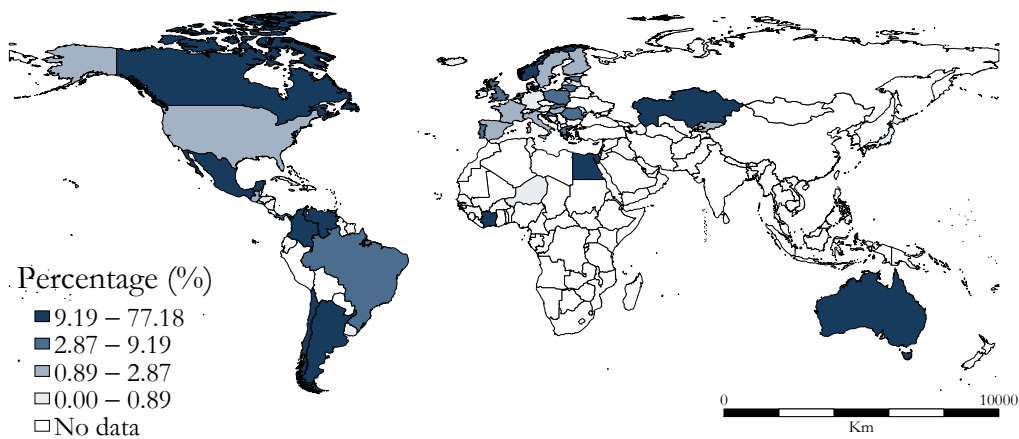 Percentage (%)
9.19 – 77.18
2.87 – 9.19
0.89 – 2.87
0.00 – 0.89
No data
0 10000
Km